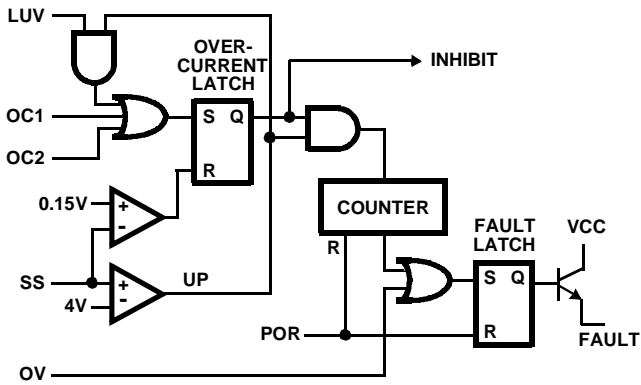 LUV
OVER-
CURRENT
LATCH
INHIBIT
OC1
S Q
OC2
R
0.15V
+
-
COUNTER
FAULT
LATCH
VCC
R
SS
+
-
UP
4V
S Q
POR
R
FAULT
OV